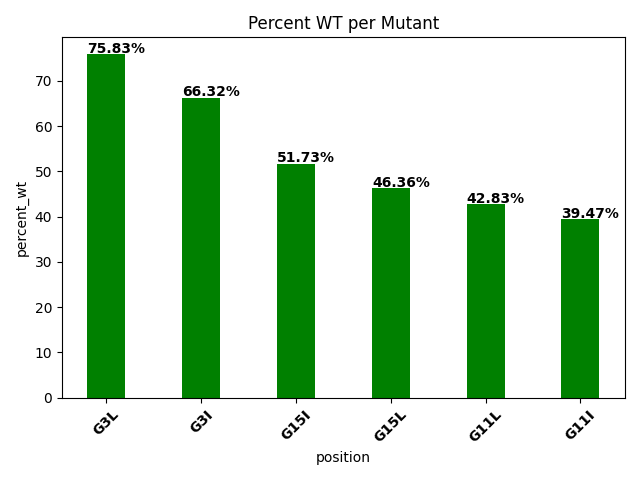 Percent WT per Mutant
75.83%
66.32%
51.73%
46.36%
42.83%
39.47%
percent_wt
70
60
50
40
30
20
10
0
G3L
G3I
G15I
G15L
G11L
G11I
position